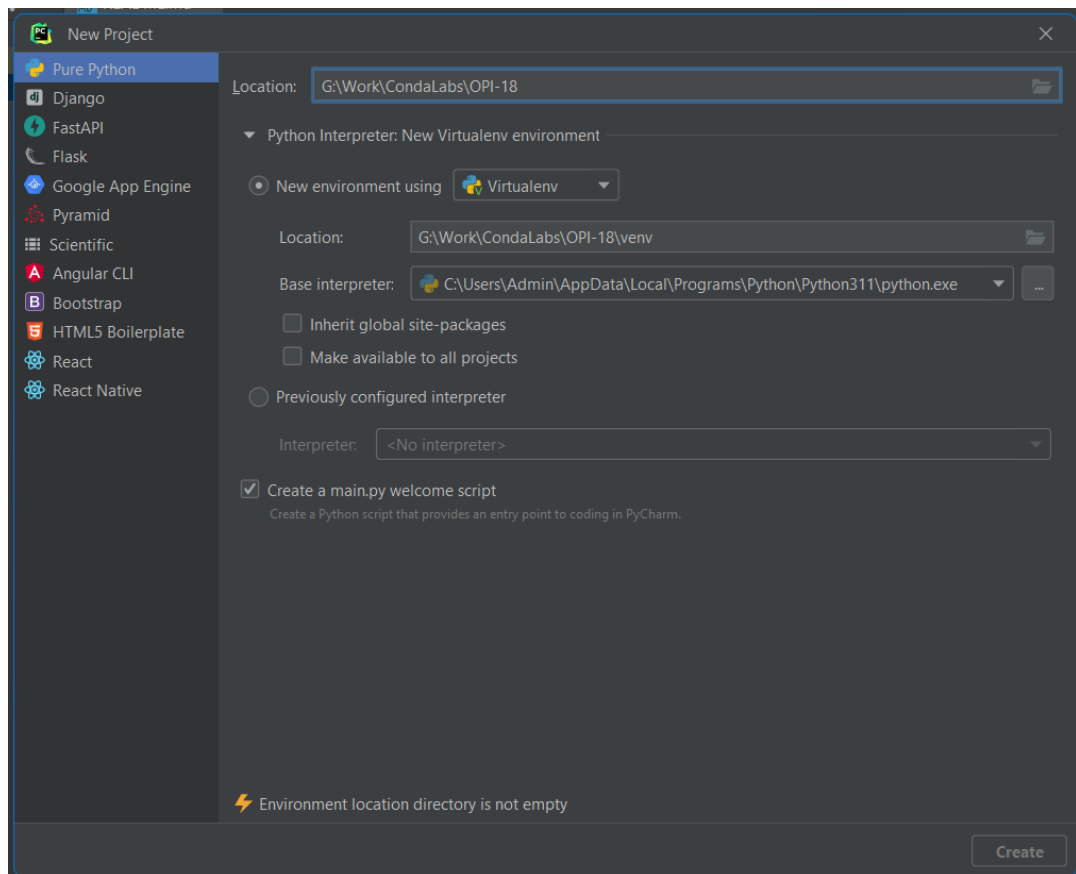 New Project
Pure Python
Django
FastAPI
Flask
Google App Engine
Pyramid
Scientific
Angular CLI
Bootstrap
HTML5 Boilerplate
React
React Native
Location: G:\Work\CondaLabs\OPI-18
Python Interpreter: New Virtualenv environment
New environment using Virtualenv
Location: G:\Work\CondaLabs\OPI-18\venv
Base interpreter: C:\Users\Admin\AppData\Local\Programs\Python\Python311\python.exe ...
Inherit global site-packages
Make available to all projects
Previously configured interpreter
Interpreter: <No interpreter>
Create a main.py welcome script
Create a Python script that provides an entry point to coding in PyCharm.
Environment location directory is not empty
Create